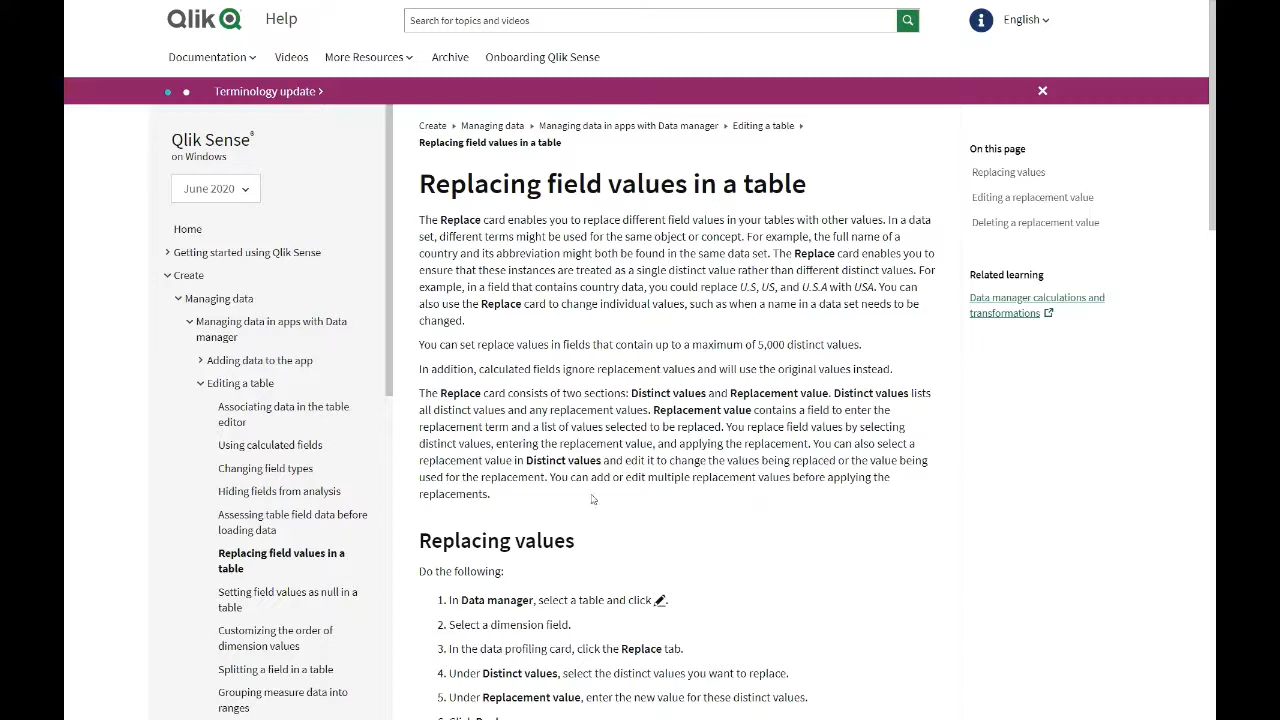 Qlik Help
Search for topics and videos
English
Documentation
Videos
More Resources
Archive
Onboarding Qlik Sense
Terminology update >
Qlik Sense®
on Windows
June 2020
Home
Getting started using Qlik Sense
Create
Managing data
Managing data in apps with Data
manager
Adding data to the app
Editing a table
Associating data in the table
editor
Using calculated fields
Changing field types
Hiding fields from analysis
Assessing table field data before
loading data
Replacing field values in a
table
Setting field values as null in a
table
Customizing the order of
dimension values
Splitting a field in a table
Grouping measure data into
ranges
Create Managing data Managing data in apps with Data manager Editing a table
Replacing field values in a table
Replacing field values in a table
The Replace card enables you to replace different field values in your tables with other values. In a data
set, different terms might be used for the same object or concept. For example, the full name of a
country and its abbreviation might both be found in the same data set. The Replace card enables you to
ensure that these instances are treated as a single distinct value rather than different distinct values. For
example, in a field that contains country data, you could replace U.S, US, and U.S.A with USA. You can
also use the Replace card to change individual values, such as when a name in a data set needs to be
changed.
You can set replace values in fields that contain up to a maximum of 5,000 distinct values.
In addition, calculated fields ignore replacement values and will use the original values instead.
The Replace card consists of two sections: Distinct values and Replacement value. Distinct values lists
all distinct values and any replacement values. Replacement value contains a field to enter the
replacement term and a list of values selected to be replaced. You replace field values by selecting
distinct values, entering the replacement value, and applying the replacement. You can also select a
replacement value in Distinct values and edit it to change the values being replaced or the value being
used for the replacement. You can add or edit multiple replacement values before applying the
replacements.
Replacing values
Do the following:
1. In Data manager, select a table and click .
2. Select a dimension field.
3. In the data profiling card, click the Replace tab.
4. Under Distinct values, select the distinct values you want to replace.
5. Under Replacement value, enter the new value for these distinct values.
On this page
Replacing values
Editing a replacement value
Deleting a replacement value
Related learning
Data manager calculations and
transformations